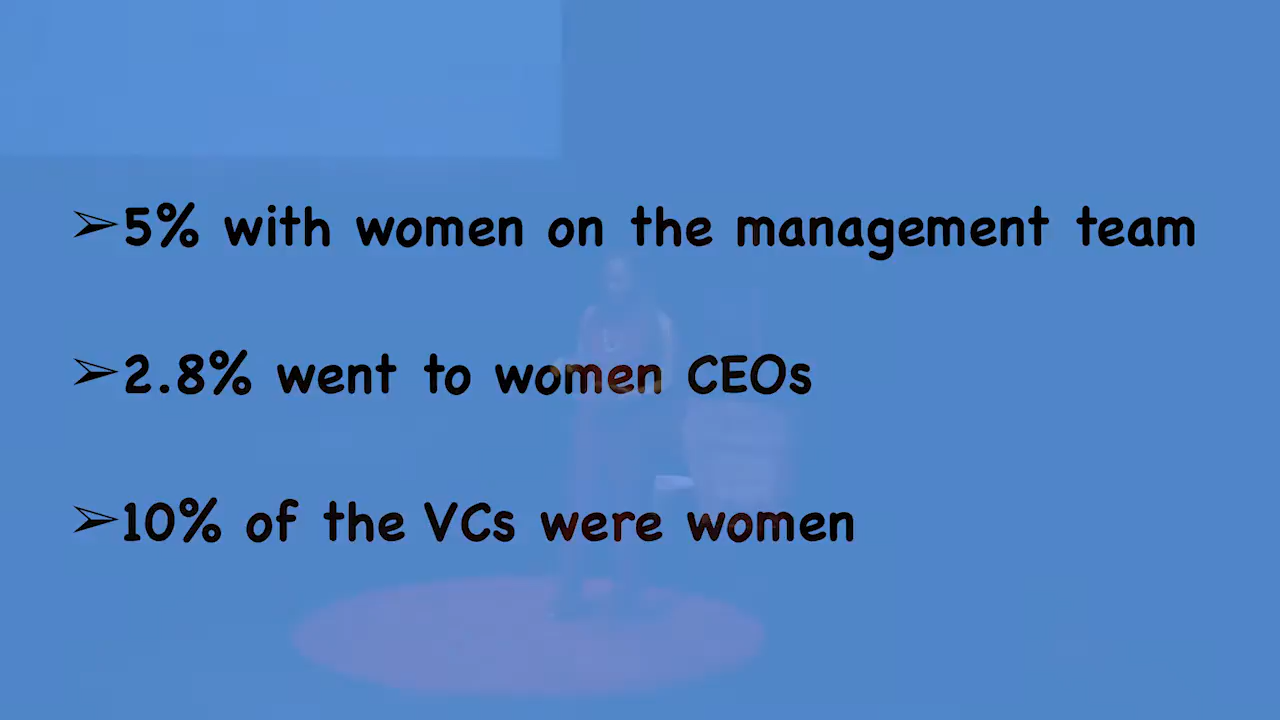 ➢5% with women on the management team
➢2.8% went to women CEOs
➢10% of the VCs were women